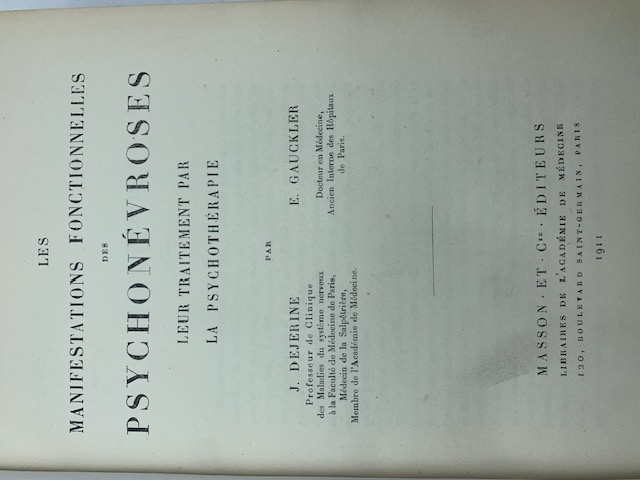 LES
MANIFESTATIONS FONCTIONNELLES
DES
PSYCHONÉVROSES
LEUR TRAITEMENT PAR
LA PSYCHOTHÉRAPIE
PAR
J. DEJERINE
Professeur de Clinique
des Maladies du système nerveux
à la Faculté de Médecine de Paris,
Médecin de la Salpêtrière,
Membre de l'Académie de Médecine.
E. GAUCKLER
Docteur en Médecine,
Ancien Interne des Hôpitaux
de Paris.
MASSON · ET · Cie · ÉDITEURS
LIBRAIRES DE L'ACADÉMIE DE MÉDECINE
120, BOULEVARD SAINT-GERMAIN, PARIS
1911